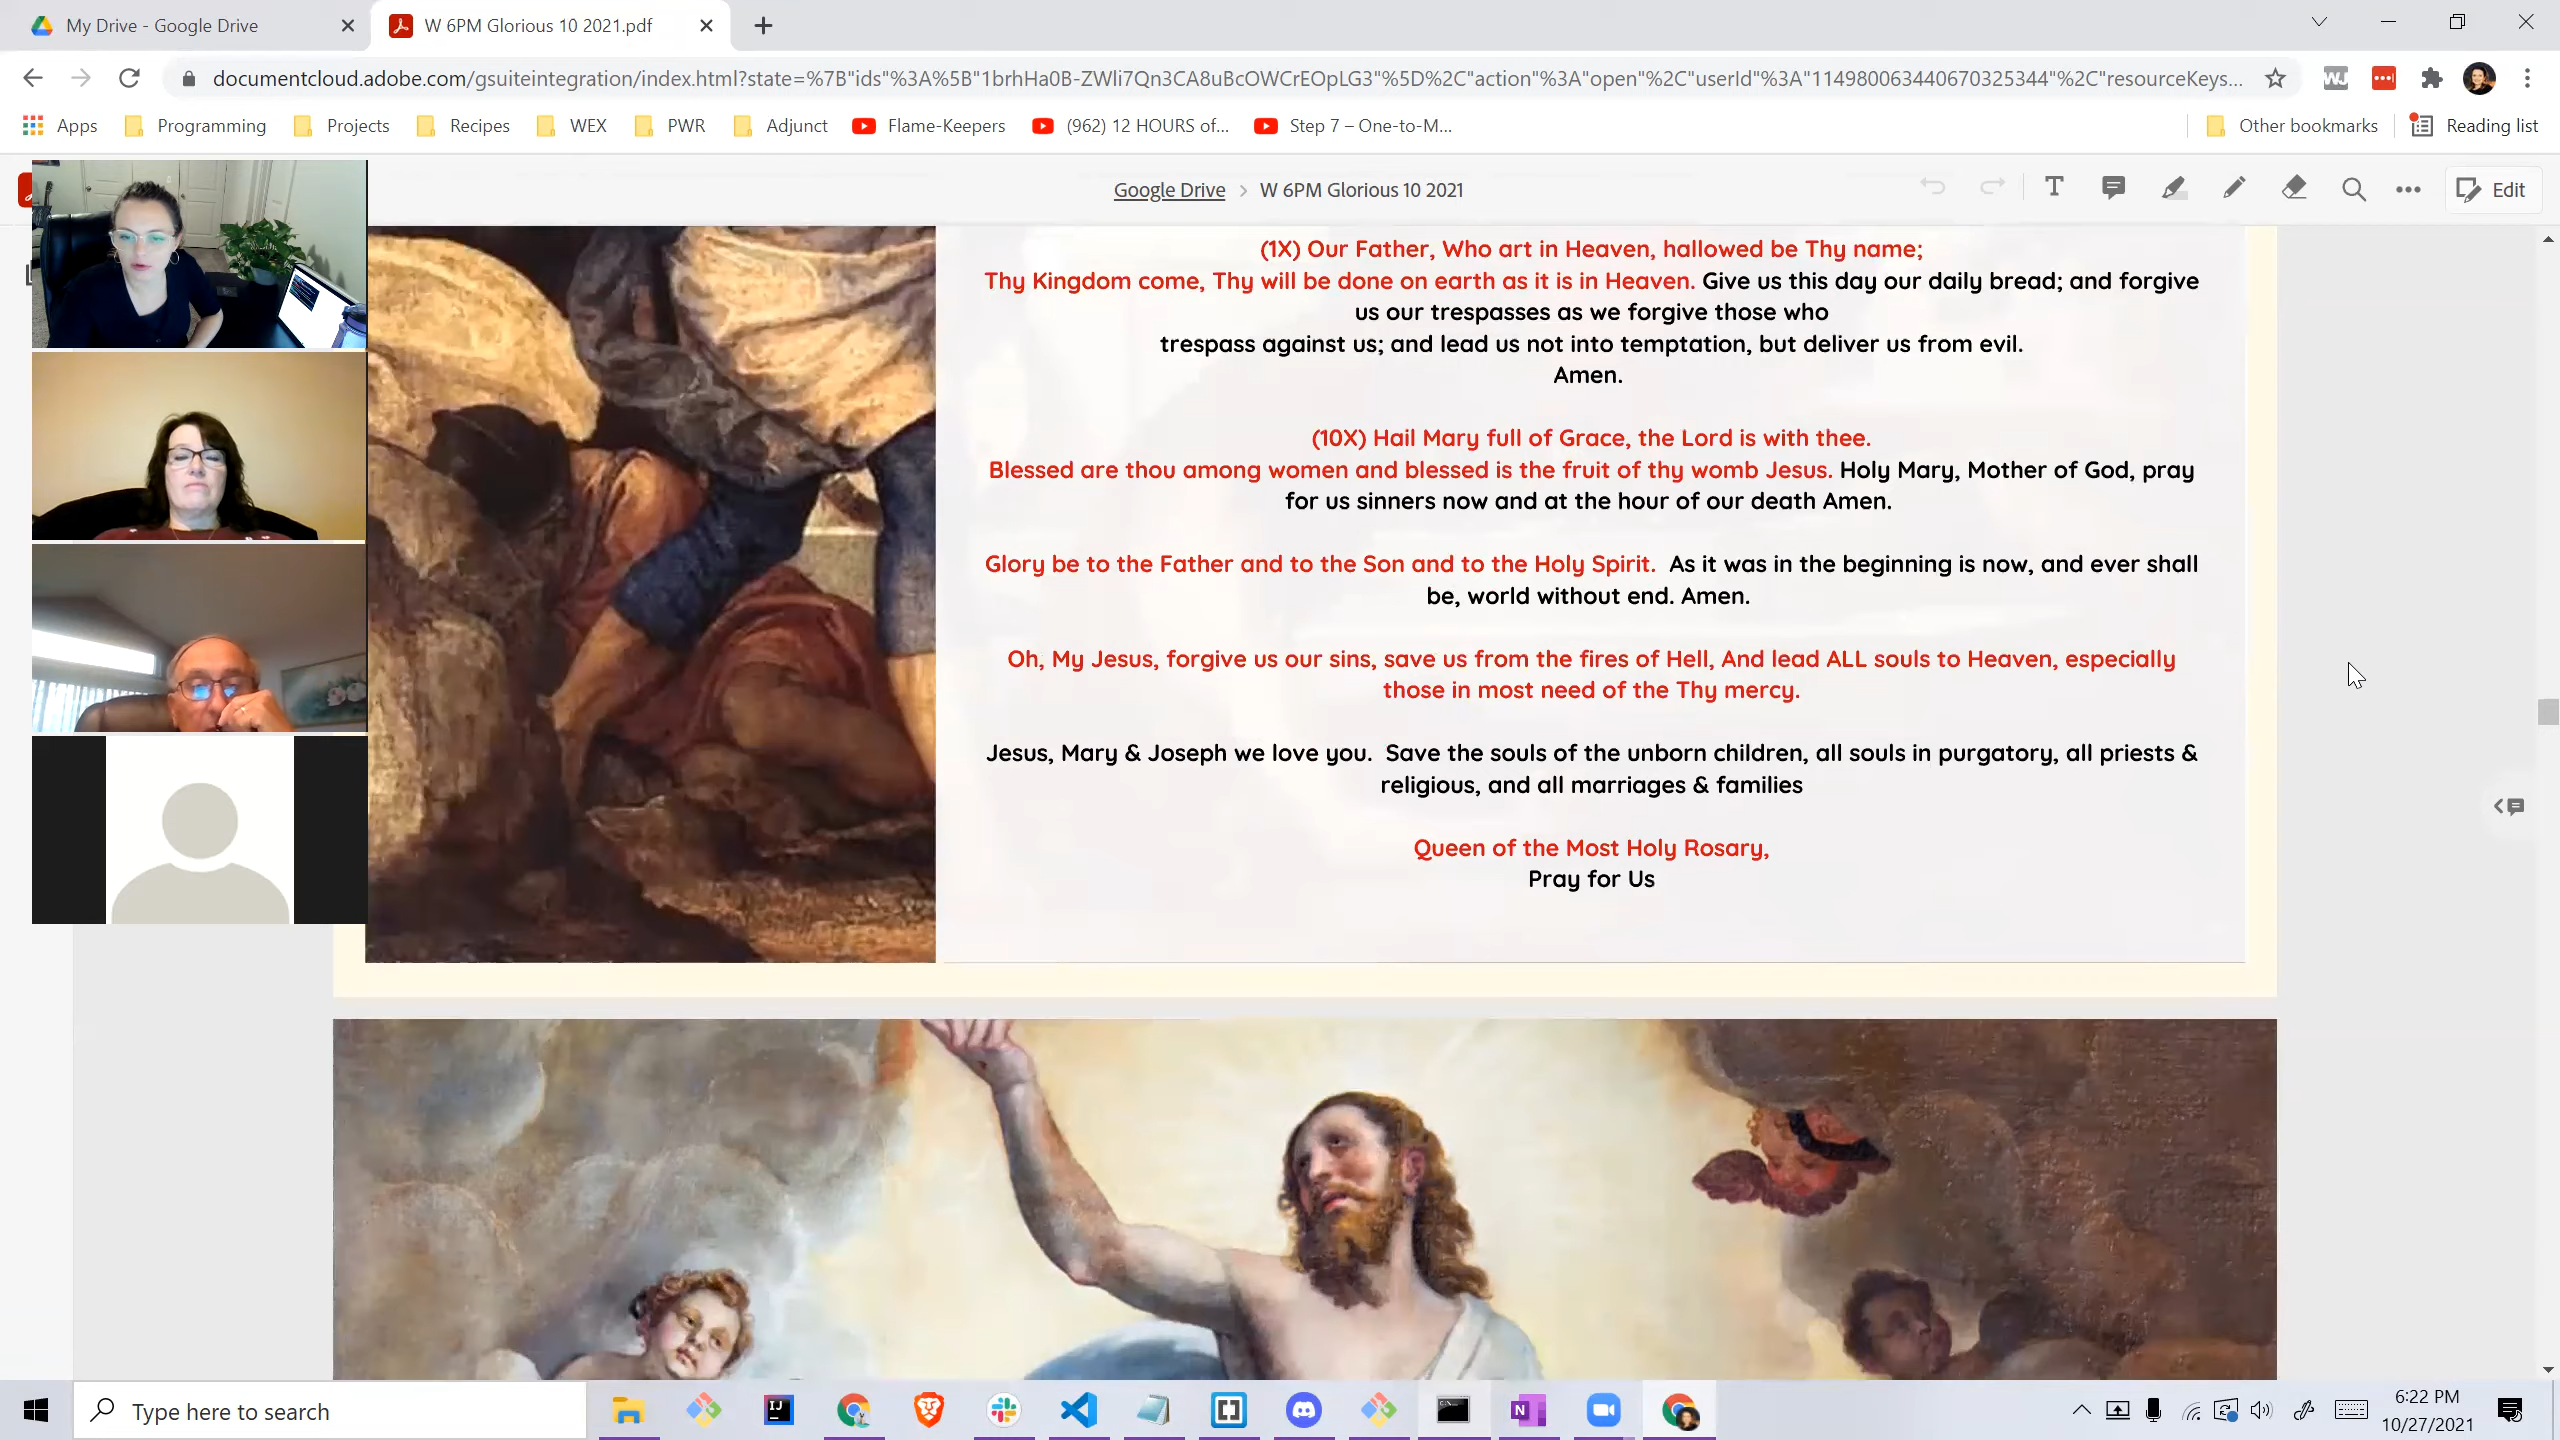 My Drive - Google Drive
W 6PM Glorious 10 2021.pdf
documentcloud.adobe.com/gsuiteintegration/index.html?state=%7B"ids"%3A%5B"1brhHa0B-ZWli7Qn3CA8uBcOWCrEOpLG3"%5D%2C"action"%3A"open"%2C"userId"%3A"114980063440670325344"%2C"resourceKeys...
Apps Programming Projects Recipes WEX PWR Adjunct Flame-Keepers (962) 12 HOURS of... Step 7 – One-to-M... Other bookmarks Reading list
Google Drive > W 6PM Glorious 10 2021
Edit
(1X) Our Father, Who art in Heaven, hallowed be Thy name;
Thy Kingdom come, Thy will be done on earth as it is in Heaven. Give us this day our daily bread; and forgive
us our trespasses as we forgive those who
trespass against us; and lead us not into temptation, but deliver us from evil.
Amen.
(10X) Hail Mary full of Grace, the Lord is with thee.
Blessed are thou among women and blessed is the fruit of thy womb Jesus. Holy Mary, Mother of God, pray
for us sinners now and at the hour of our death Amen.
Glory be to the Father and to the Son and to the Holy Spirit.  As it was in the beginning is now, and ever shall
be, world without end. Amen.
Oh, My Jesus, forgive us our sins, save us from the fires of Hell, And lead ALL souls to Heaven, especially
those in most need of the Thy mercy.
Jesus, Mary & Joseph we love you.  Save the souls of the unborn children, all souls in purgatory, all priests &
religious, and all marriages & families
Queen of the Most Holy Rosary,
Pray for Us
Type here to search
6:22 PM
10/27/2021